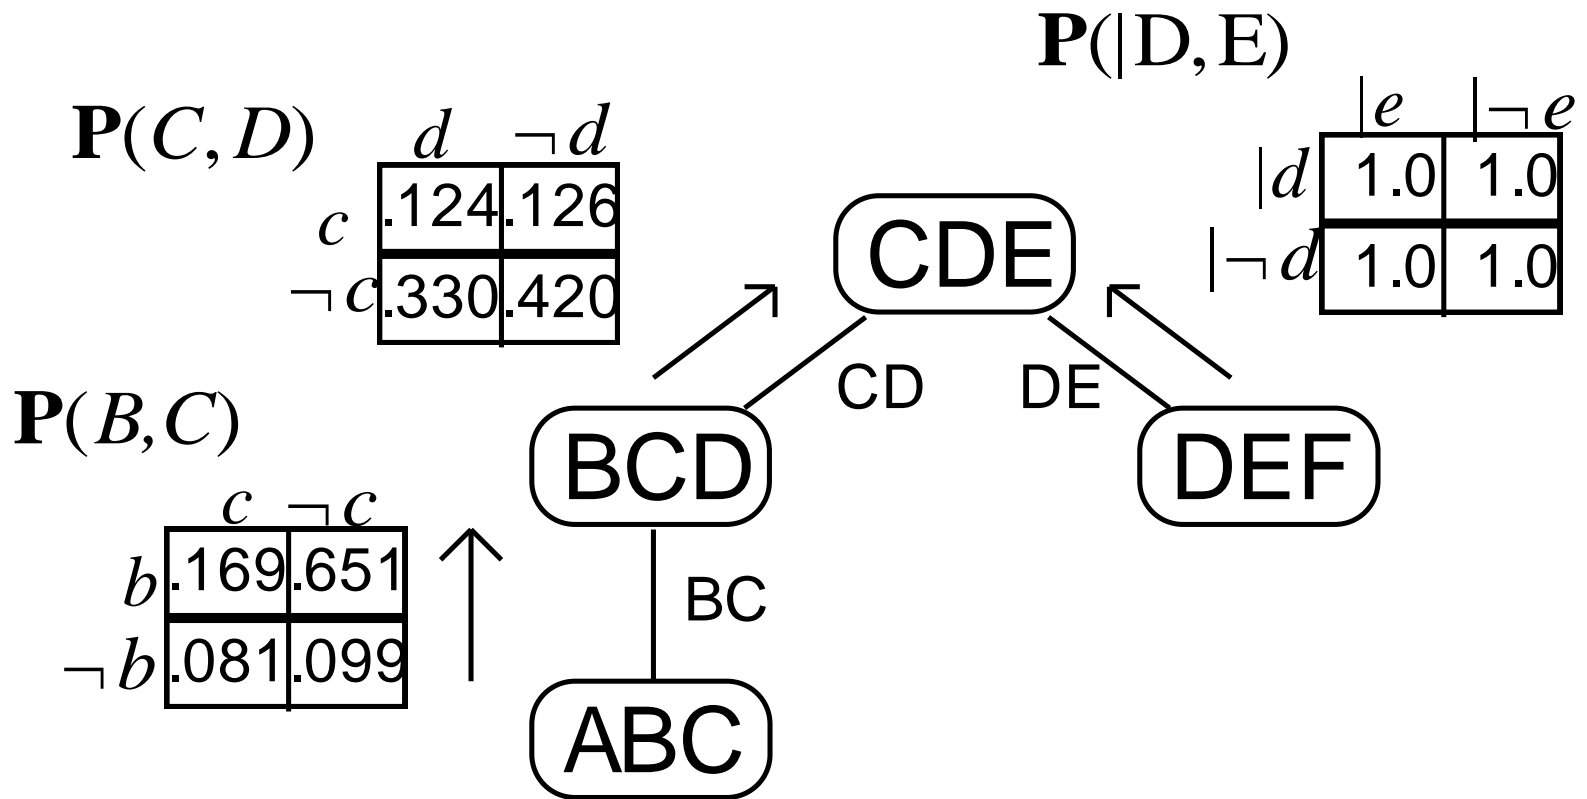 P(|D,E)
|e |¬e
|d 1.0 1.0
|¬d 1.0 1.0
P(C,D)
d ¬d
c .124 .126
¬c .330 .420
CDE
CD DE
P(B,C)
c ¬c
b .169 .651
¬b .081 .099
BCD DEF
BC
ABC